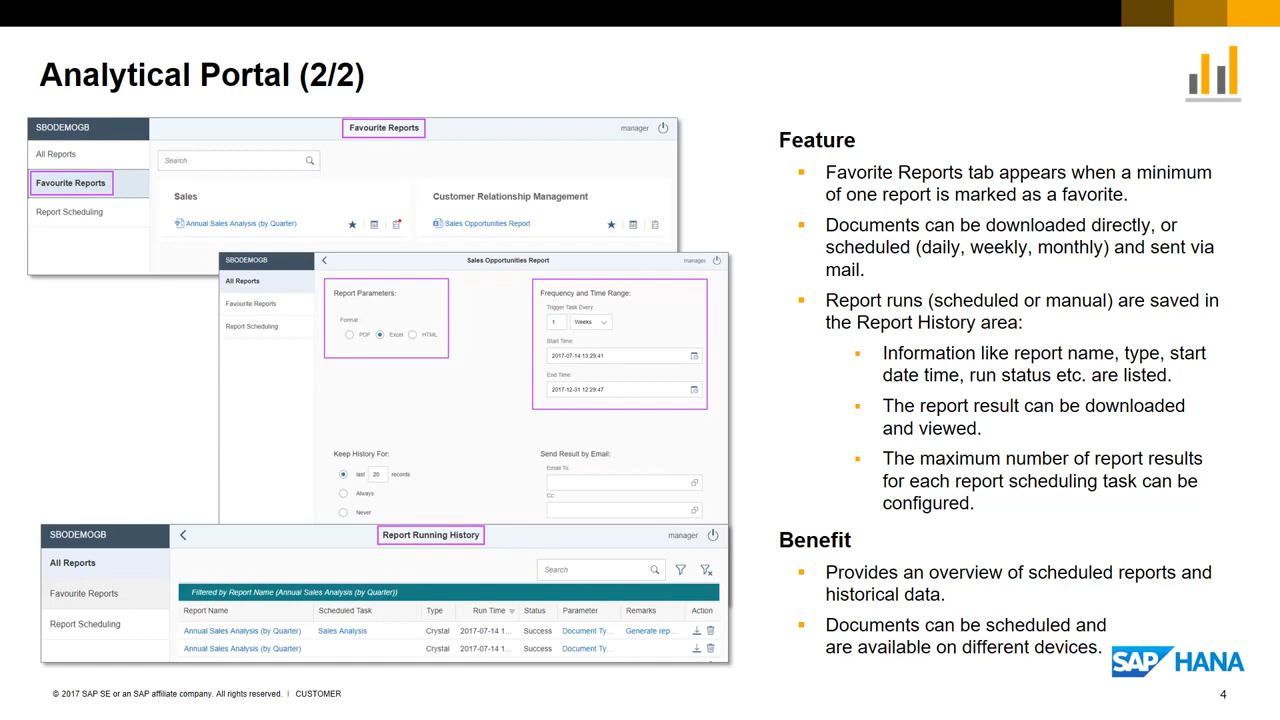 Analytical Portal (2/2)
SBODEMOGB
Favourite Reports
manager
All Reports
Favourite Reports
Report Scheduling
Search
Sales
Customer Relationship Management
Annual Sales Analysis (by Quarter)
Sales Opportunities Report
SBODEMOGB
Sales Opportunities Report
manager
All Reports
Favourite Reports
Report Scheduling
Report Parameters:
Format
PDF Excel HTML
Frequency and Time Range:
Trigger Task Every
1 Weeks
Start Time:
2017-07-14 13:29:41
End Time:
2017-12-31 12:29:47
Keep History For:
last 20 records
Always
Never
Send Result by Email:
Email To:
Cc:
SBODEMOGB
Report Running History
manager
All Reports
Favourite Reports
Report Scheduling
Search
Filtered by Report Name (Annual Sales Analysis (by Quarter))
Report Name Scheduled Task Type Run Time Status Parameter Remarks Action
Annual Sales Analysis (by Quarter) Sales Analysis Crystal 2017-07-14 1... Success Document Ty... Generate rep...
Annual Sales Analysis (by Quarter) Crystal 2017-07-14 1... Success Document Ty...
Feature
Favorite Reports tab appears when a minimum
of one report is marked as a favorite.
Documents can be downloaded directly, or
scheduled (daily, weekly, monthly) and sent via
mail.
Report runs (scheduled or manual) are saved in
the Report History area:
Information like report name, type, start
date time, run status etc. are listed.
The report result can be downloaded
and viewed.
The maximum number of report results
for each report scheduling task can be
configured.
Benefit
Provides an overview of scheduled reports and
historical data.
Documents can be scheduled and
are available on different devices.
SAP HANA
© 2017 SAP SE or an SAP affiliate company. All rights reserved. | CUSTOMER
4